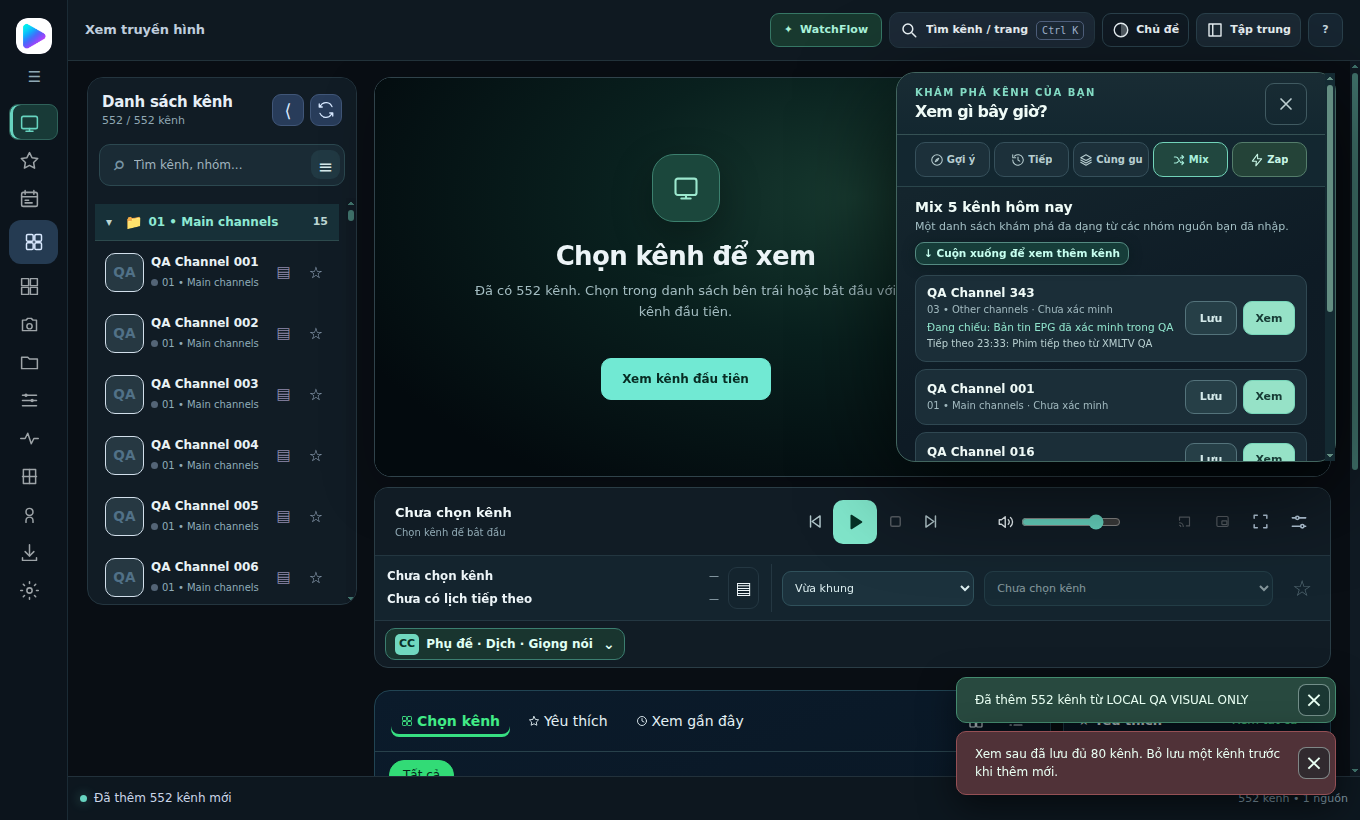 Xem truyền hình
✦ WatchFlow
Tìm kênh / trang Ctrl K
Chủ đề
Tập trung
?
Danh sách kênh
552 / 552 kênh
Tìm kênh, nhóm...
01 • Main channels 15
QA QA Channel 001
01 • Main channels
QA QA Channel 002
01 • Main channels
QA QA Channel 003
01 • Main channels
QA QA Channel 004
01 • Main channels
QA QA Channel 005
01 • Main channels
QA QA Channel 006
01 • Main channels
Chọn kênh để xem
Đã có 552 kênh. Chọn trong danh sách bên trái hoặc bắt đầu với
kênh đầu tiên.
Xem kênh đầu tiên
KHÁM PHÁ KÊNH CỦA BẠN
Xem gì bây giờ?
Gợi ý
Tiếp
Cùng gu
Mix
Zap
Mix 5 kênh hôm nay
Một danh sách khám phá đa dạng từ các nhóm nguồn bạn đã nhập.
↓ Cuộn xuống để xem thêm kênh
QA Channel 343
03 • Other channels · Chưa xác minh
Đang chiếu: Bản tin EPG đã xác minh trong QA
Tiếp theo 23:33: Phim tiếp theo từ XMLTV QA
Lưu
Xem
QA Channel 001
01 • Main channels · Chưa xác minh
Lưu
Xem
QA Channel 016
Lưu
Xem
Chưa chọn kênh
Chọn kênh để bắt đầu
Chưa chọn kênh —
Chưa có lịch tiếp theo —
Vừa khung
Chưa chọn kênh
CC Phụ đề · Dịch · Giọng nói
Chọn kênh
Yêu thích
Xem gần đây
Tất cả
Đã thêm 552 kênh từ LOCAL QA VISUAL ONLY
Xem sau đã lưu đủ 80 kênh. Bỏ lưu một kênh trước
khi thêm mới.
Đã thêm 552 kênh mới
552 kênh • 1 nguồn